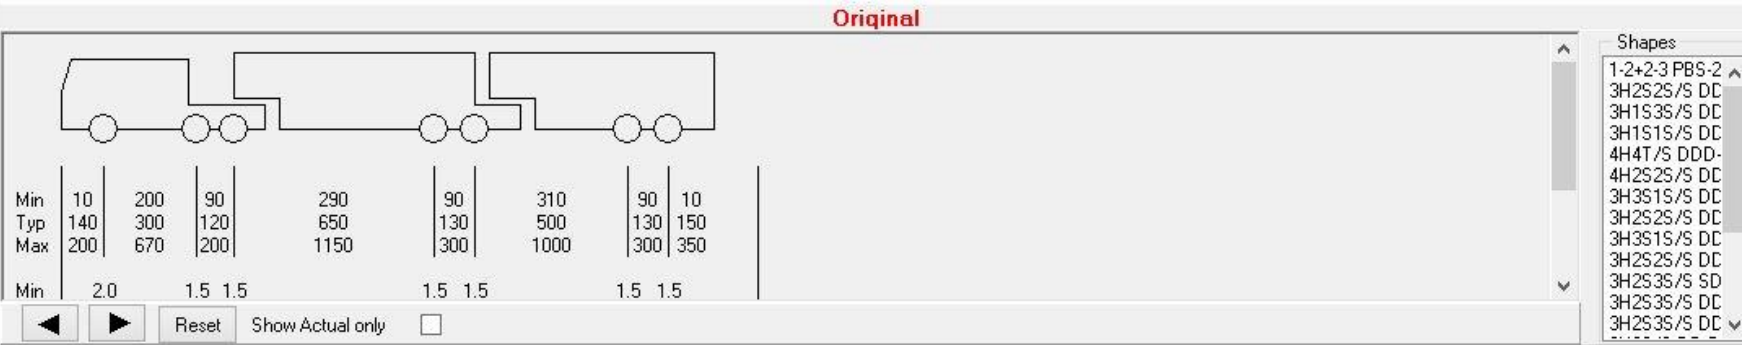 Original
Shapes
1-2+2-3 PBS-2
3H2S2S/S DD
3H1S3S/S DD
3H1S1S/S DD
4H4T/S DDD-
4H2S2S/S DD
3H3S1S/S DD
3H2S2S/S DD
3H3S1S/S DD
3H2S2S/S DD
3H2S3S/S SD
3H2S3S/S DD
3H2S3S/S DD
Min 10 200 90 290 90 310 90 10
Typ 140 300 120 650 130 500 130 150
Max 200 670 200 1150 300 1000 300 350
Min 2.0 1.5 1.5 1.5 1.5 1.5 1.5
Reset Show Actual only